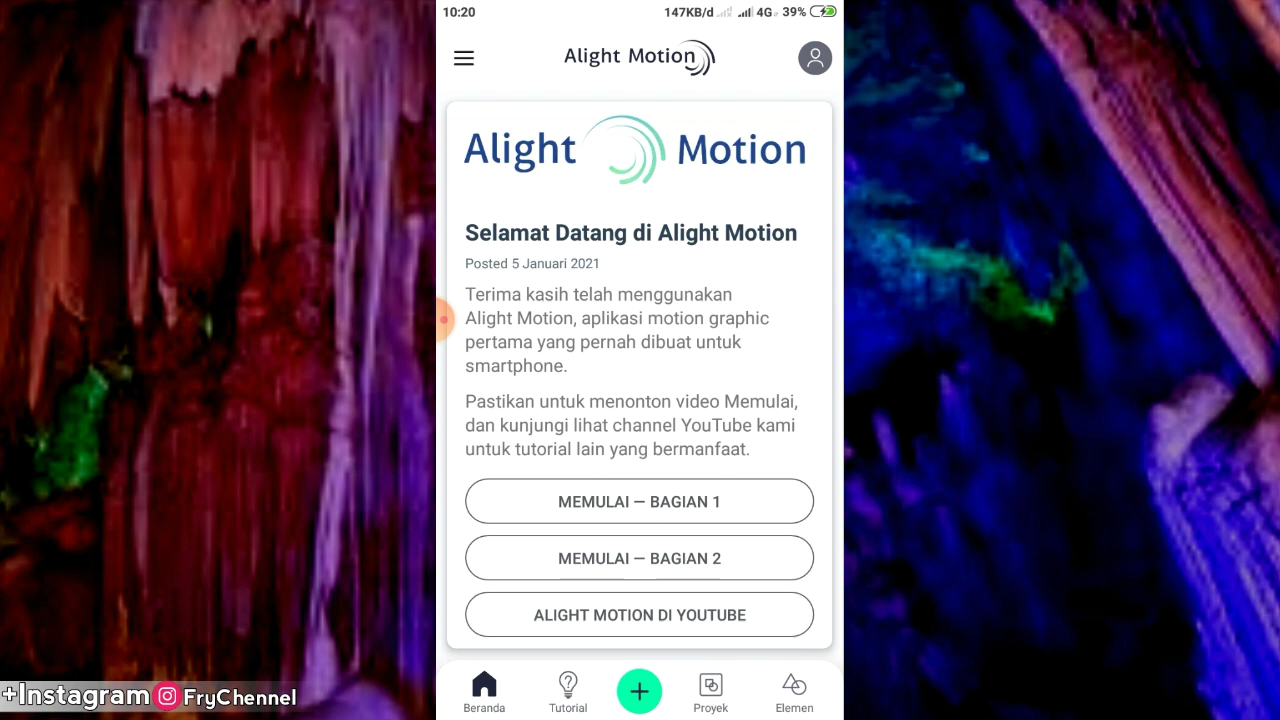 10:20
147KB/d 4G 39%
Alight Motion
Alight Motion
Selamat Datang di Alight Motion
Posted 5 Januari 2021
Terima kasih telah menggunakan
Alight Motion, aplikasi motion graphic
pertama yang pernah dibuat untuk
smartphone.
Pastikan untuk menonton video Memulai,
dan kunjungi lihat channel YouTube kami
untuk tutorial lain yang bermanfaat.
MEMULAI — BAGIAN 1
MEMULAI — BAGIAN 2
ALIGHT MOTION DI YOUTUBE
Beranda Tutorial Proyek Elemen
+Instagram FryChennel